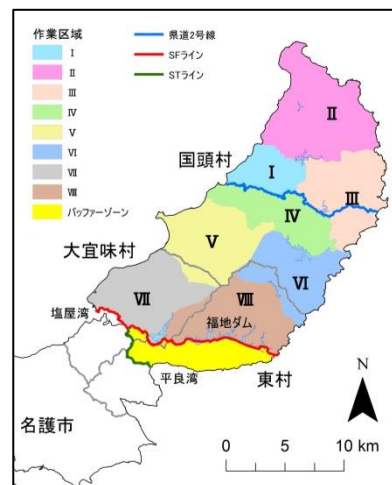 作業区域
I
II
III
IV
V
VI
VII
VIII
バッファーゾーン
県道2号線
SFライン
STライン
II
国頭村
I
III
IV
大宜味村
V
VI
VII
VIII
塩屋湾
福地ダム
平良湾
東村
名護市
N
0 5 10 km